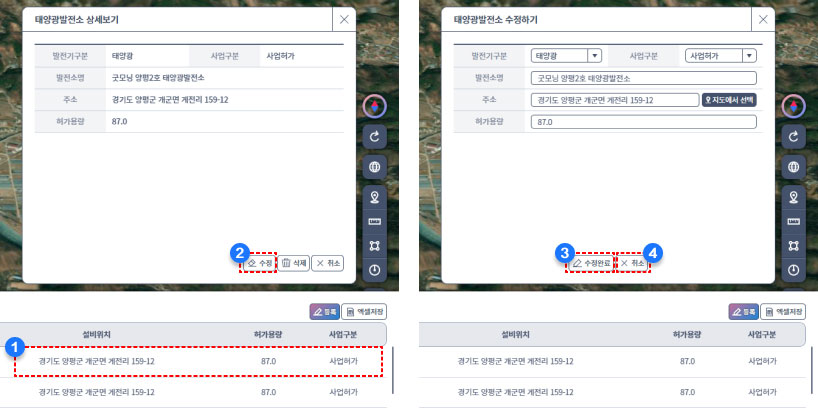 태양광발전소 상세보기
발전기구분 태양광 사업구분 사업허가
발전소명 굿모닝 양평2호 태양광발전소
주소 경기도 양평군 개군면 계전리 159-12
허가용량 87.0
2
수정 삭제 취소
등록 엑셀저장
설비위치 허가용량 사업구분
1
경기도 양평군 개군면 계전리 159-12 87.0 사업허가
경기도 양평군 개군면 계전리 159-12 87.0 사업허가
태양광발전소 수정하기
발전기구분 태양광 사업구분 사업허가
발전소명 굿모닝 양평2호 태양광발전소
주소 경기도 양평군 개군면 계전리 159-12 지도에서 선택
허가용량 87.0
3 4
수정완료 취소
등록 엑셀저장
설비위치 허가용량 사업구분
경기도 양평군 개군면 계전리 159-12 87.0 사업허가
경기도 양평군 개군면 계전리 159-12 87.0 사업허가